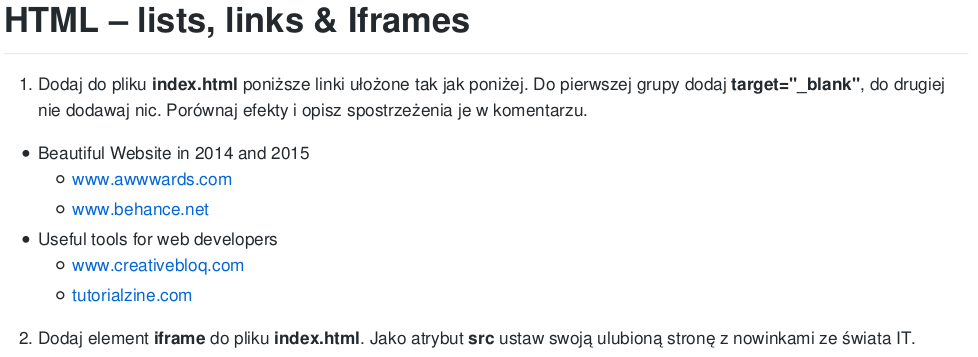 HTML – lists, links & Iframes
1. Dodaj do pliku index.html poniższe linki ułożone tak jak poniżej. Do pierwszej grupy dodaj target="_blank", do drugiej
nie dodawaj nic. Porównaj efekty i opisz spostrzeżenia je w komentarzu.
• Beautiful Website in 2014 and 2015
○ www.awwwards.com
○ www.behance.net
• Useful tools for web developers
○ www.creativebloq.com
○ tutorialzine.com
2. Dodaj element iframe do pliku index.html. Jako atrybut src ustaw swoją ulubioną stronę z nowinkami ze świata IT.